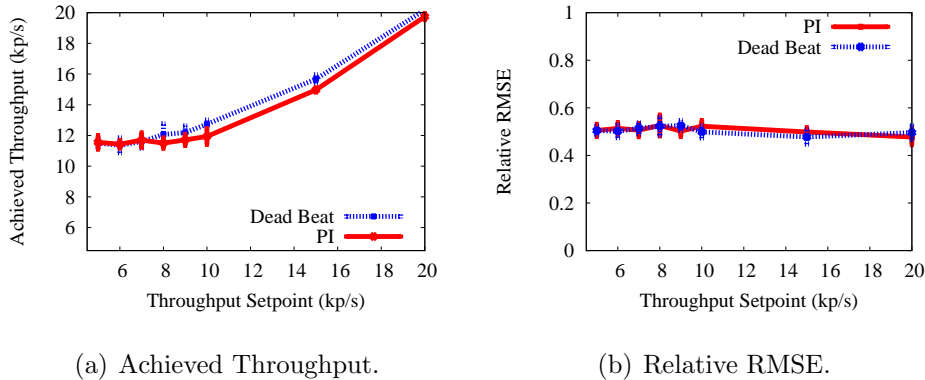 20
18
16
14
12
10
8
6
6 8 10 12 14 16 18 20
Achieved Throughput (kp/s)
Throughput Setpoint (kp/s)
Dead Beat
PI
(a) Achieved Throughput.
1
0.8
0.6
0.4
0.2
0
6 8 10 12 14 16 18 20
Relative RMSE
Throughput Setpoint (kp/s)
PI
Dead Beat
(b) Relative RMSE.